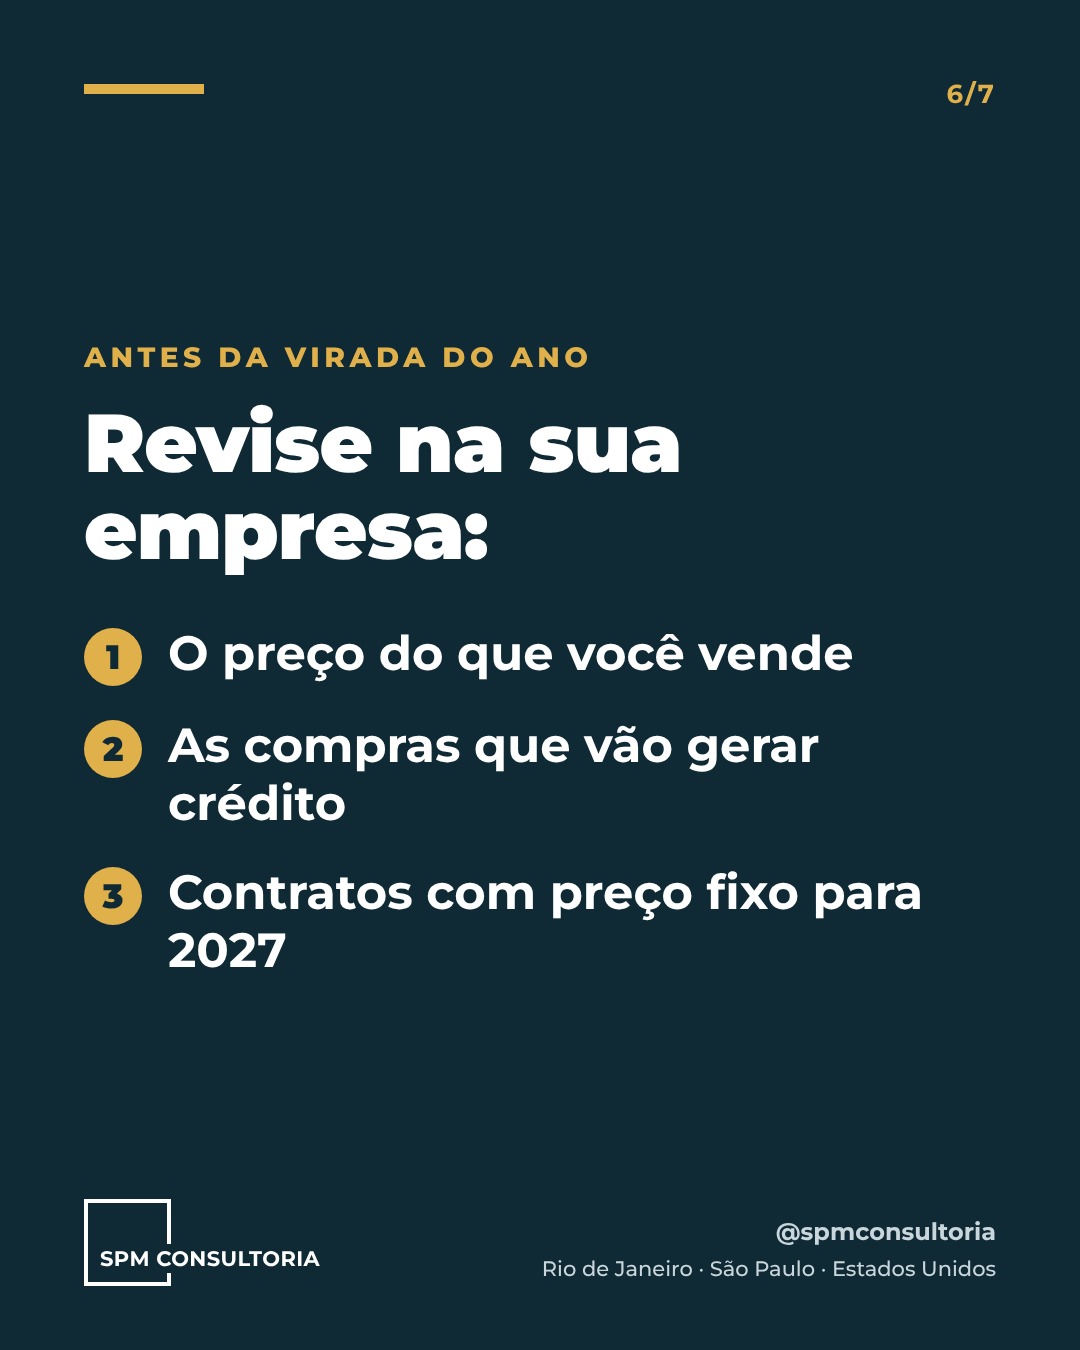 6/7
ANTES DA VIRADA DO ANO
Revise na sua
empresa:
1 O preço do que você vende
2 As compras que vão gerar
crédito
3 Contratos com preço fixo para
2027
SPM CONSULTORIA
@spmconsultoria
Rio de Janeiro · São Paulo · Estados Unidos